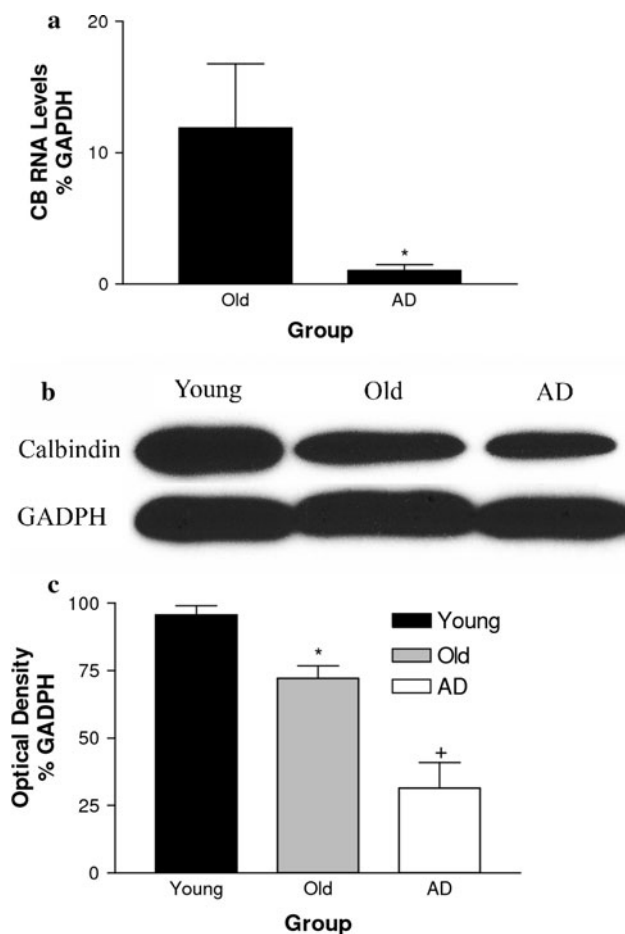 a
20
10
0
CB RNA Levels
% GAPDH
*
Old
AD
Group
b
Young
Old
AD
Calbindin
GADPH
c
100
75
50
25
0
Optical Density
% GADPH
*
+
Young
Old
AD
Young
Old
AD
Group